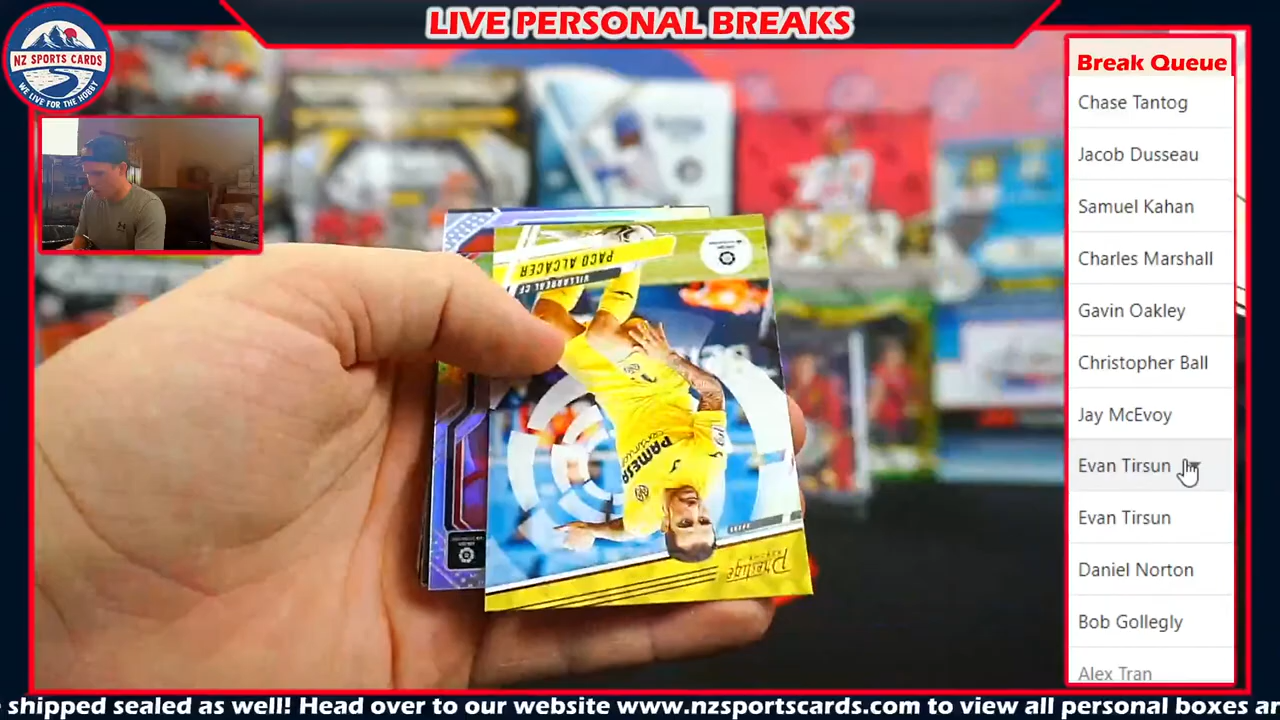 LIVE PERSONAL BREAKS
NZ SPORTS CARDS
WE LIVE FOR THE HOBBY
Break Queue
Chase Tantog
Jacob Dusseau
Samuel Kahan
Charles Marshall
Gavin Oakley
Christopher Ball
Jay McEvoy
Evan Tirsun
Evan Tirsun
Daniel Norton
Bob Gollegly
Alex Tran
PACO ALCACER
VILLARREAL CF
PAMESA
Prestige
shipped sealed as well! Head over to our website www.nzsportscards.com to view all personal boxes an